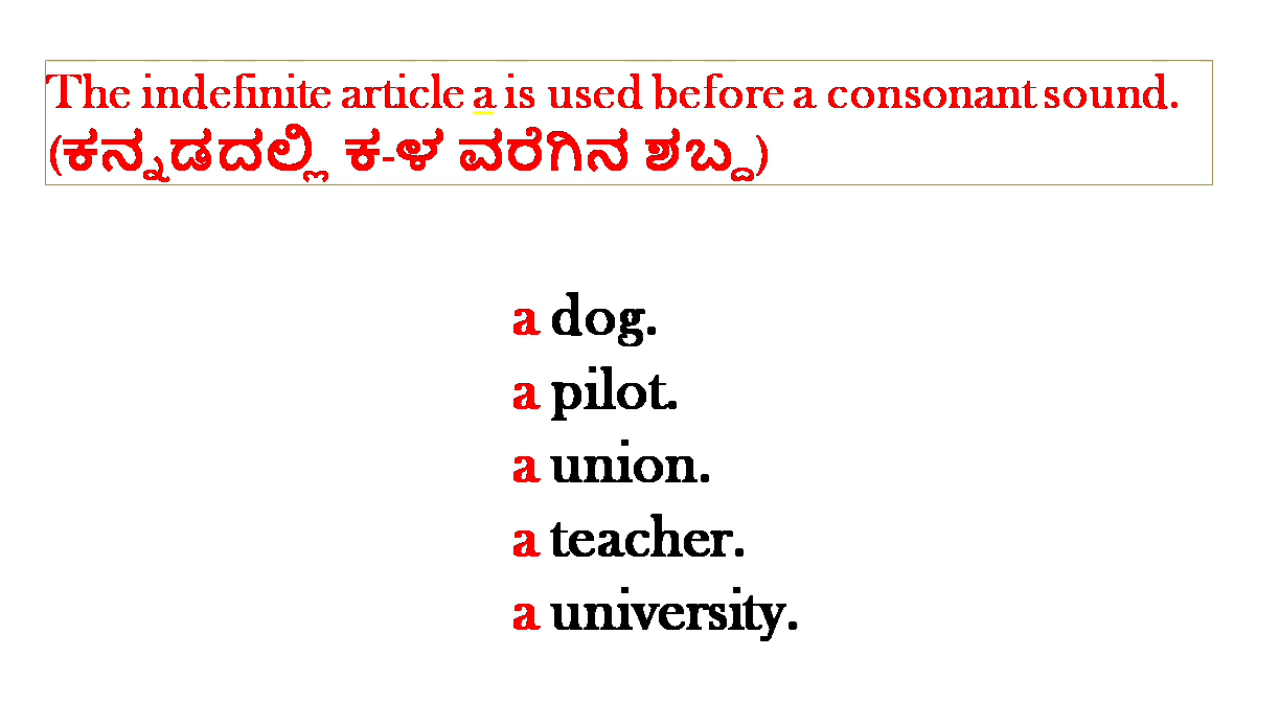 The indefinite article a is used before a consonant sound.
(ಕನ್ನಡದಲ್ಲಿ ಕ-ಳ ವರೆಗಿನ ಶಬ್ದ)
a dog.
a pilot.
a union.
a teacher.
a university.